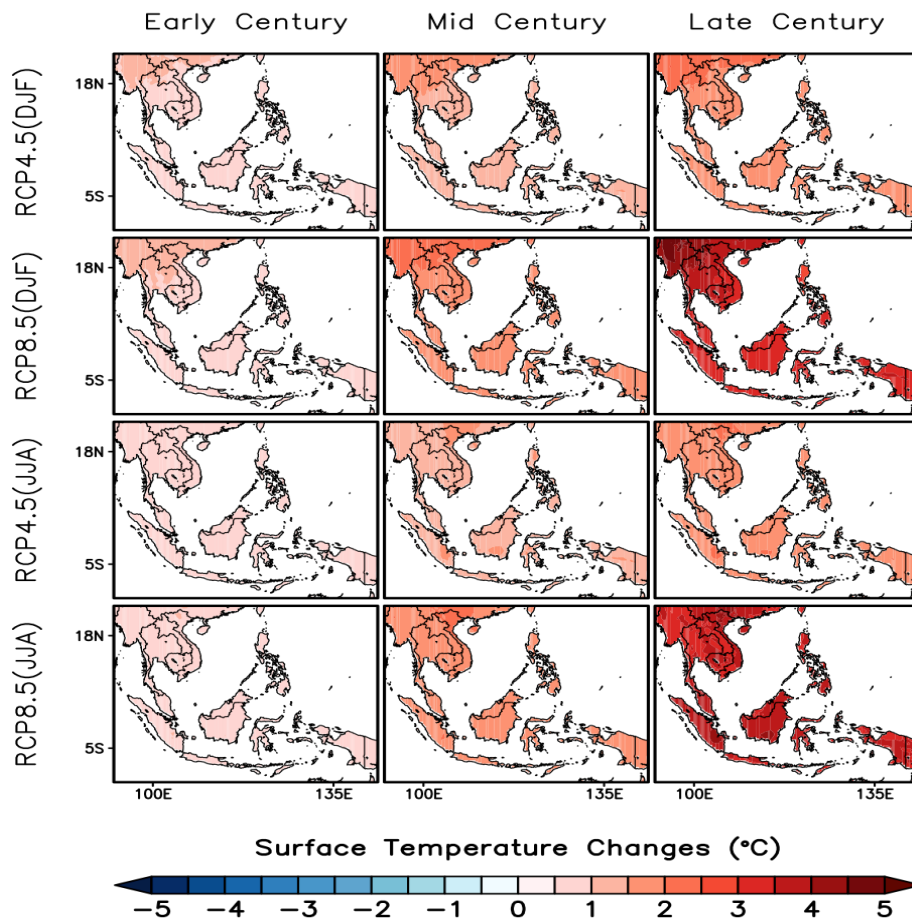 Early Century Mid Century Late Century
RCP4.5(DJF)
18N
5S
RCP8.5(DJF)
18N
5S
RCP4.5(JJA)
18N
5S
RCP8.5(JJA)
18N
5S
100E 135E 100E 135E 100E 135E
Surface Temperature Changes (°C)
−5 −4 −3 −2 −1 0 1 2 3 4 5